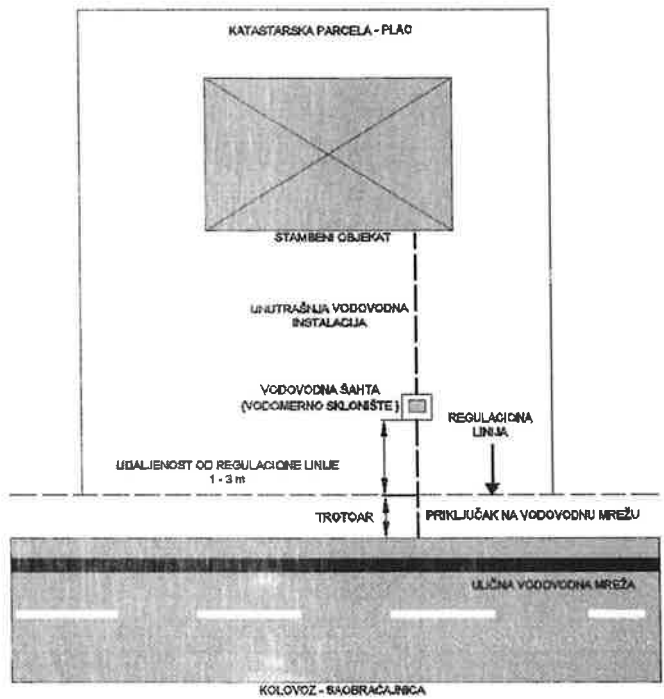 KATASTARSKA PARCELA - PLAC
STAMBENI OBJEKAT
UNUTRAŠNJA VODOVODNA
INSTALACIJA
VODOVODNA ŠAHTA
(VODOMERNO SKLONIŠTE)
REGULACIONA
LINIJA
UDALJENOST OD REGULACIONE LINIJE
1 - 3 m
TROTOAR
PRIKLJUČAK NA VODOVODNU MREŽU
ULIČNA VODOVODNA MREŽA
KOLOVOZ - SAOBRAĆAJNICA